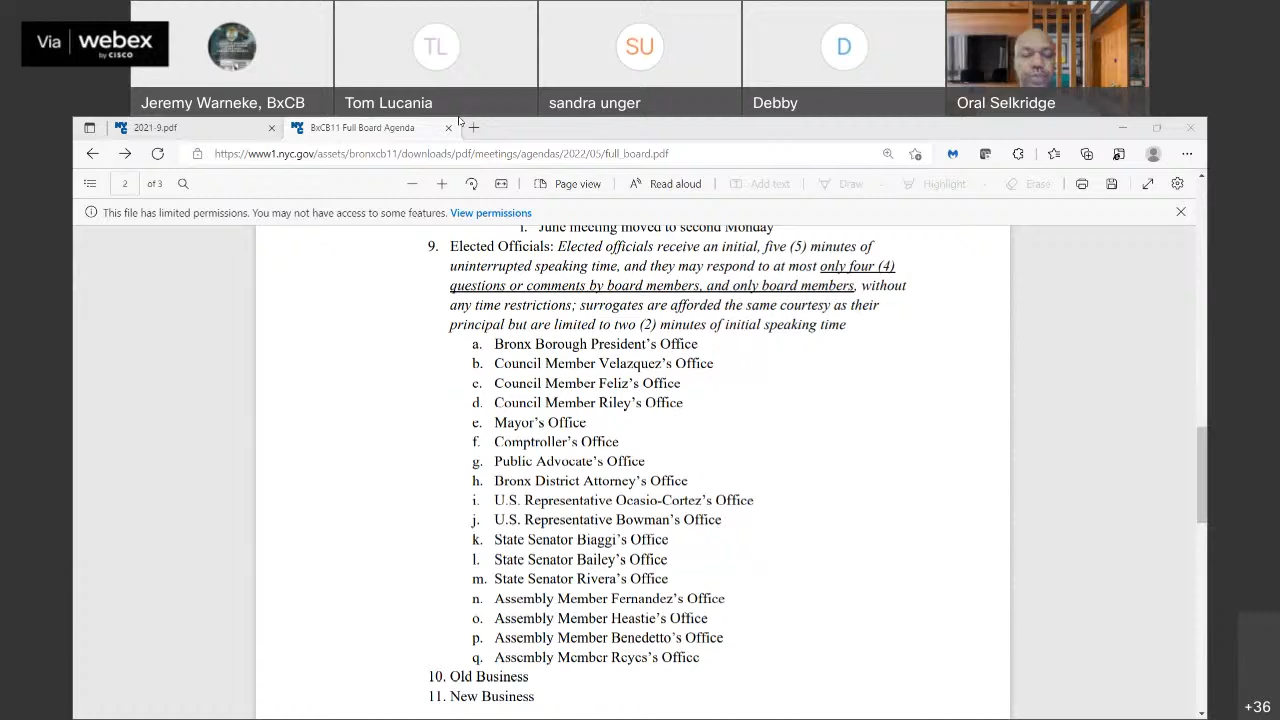 Via webex
by CISCO
TL
SU
D
Jeremy Warneke, BxCB
Tom Lucania
sandra unger
Debby
Oral Selkridge
2021-9.pdf
BxCB11 Full Board Agenda
https://www1.nyc.gov/assets/bronxcb11/downloads/pdf/meetings/agendas/2022/05/full_board.pdf
2 of 3
Page view
Read aloud
Add text
Draw
Highlight
Erase
This file has limited permissions. You may not have access to some features. View permissions
i. June meeting moved to second Monday
9. Elected Officials: Elected officials receive an initial, five (5) minutes of
uninterrupted speaking time, and they may respond to at most only four (4)
questions or comments by board members, and only board members, without
any time restrictions; surrogates are afforded the same courtesy as their
principal but are limited to two (2) minutes of initial speaking time
a. Bronx Borough President's Office
b. Council Member Velazquez's Office
c. Council Member Feliz's Office
d. Council Member Riley's Office
e. Mayor's Office
f. Comptroller's Office
g. Public Advocate's Office
h. Bronx District Attorney's Office
i. U.S. Representative Ocasio-Cortez's Office
j. U.S. Representative Bowman's Office
k. State Senator Biaggi's Office
l. State Senator Bailey's Office
m. State Senator Rivera's Office
n. Assembly Member Fernandez's Office
o. Assembly Member Heastie's Office
p. Assembly Member Benedetto's Office
q. Assembly Member Reyes's Office
10. Old Business
11. New Business
+36